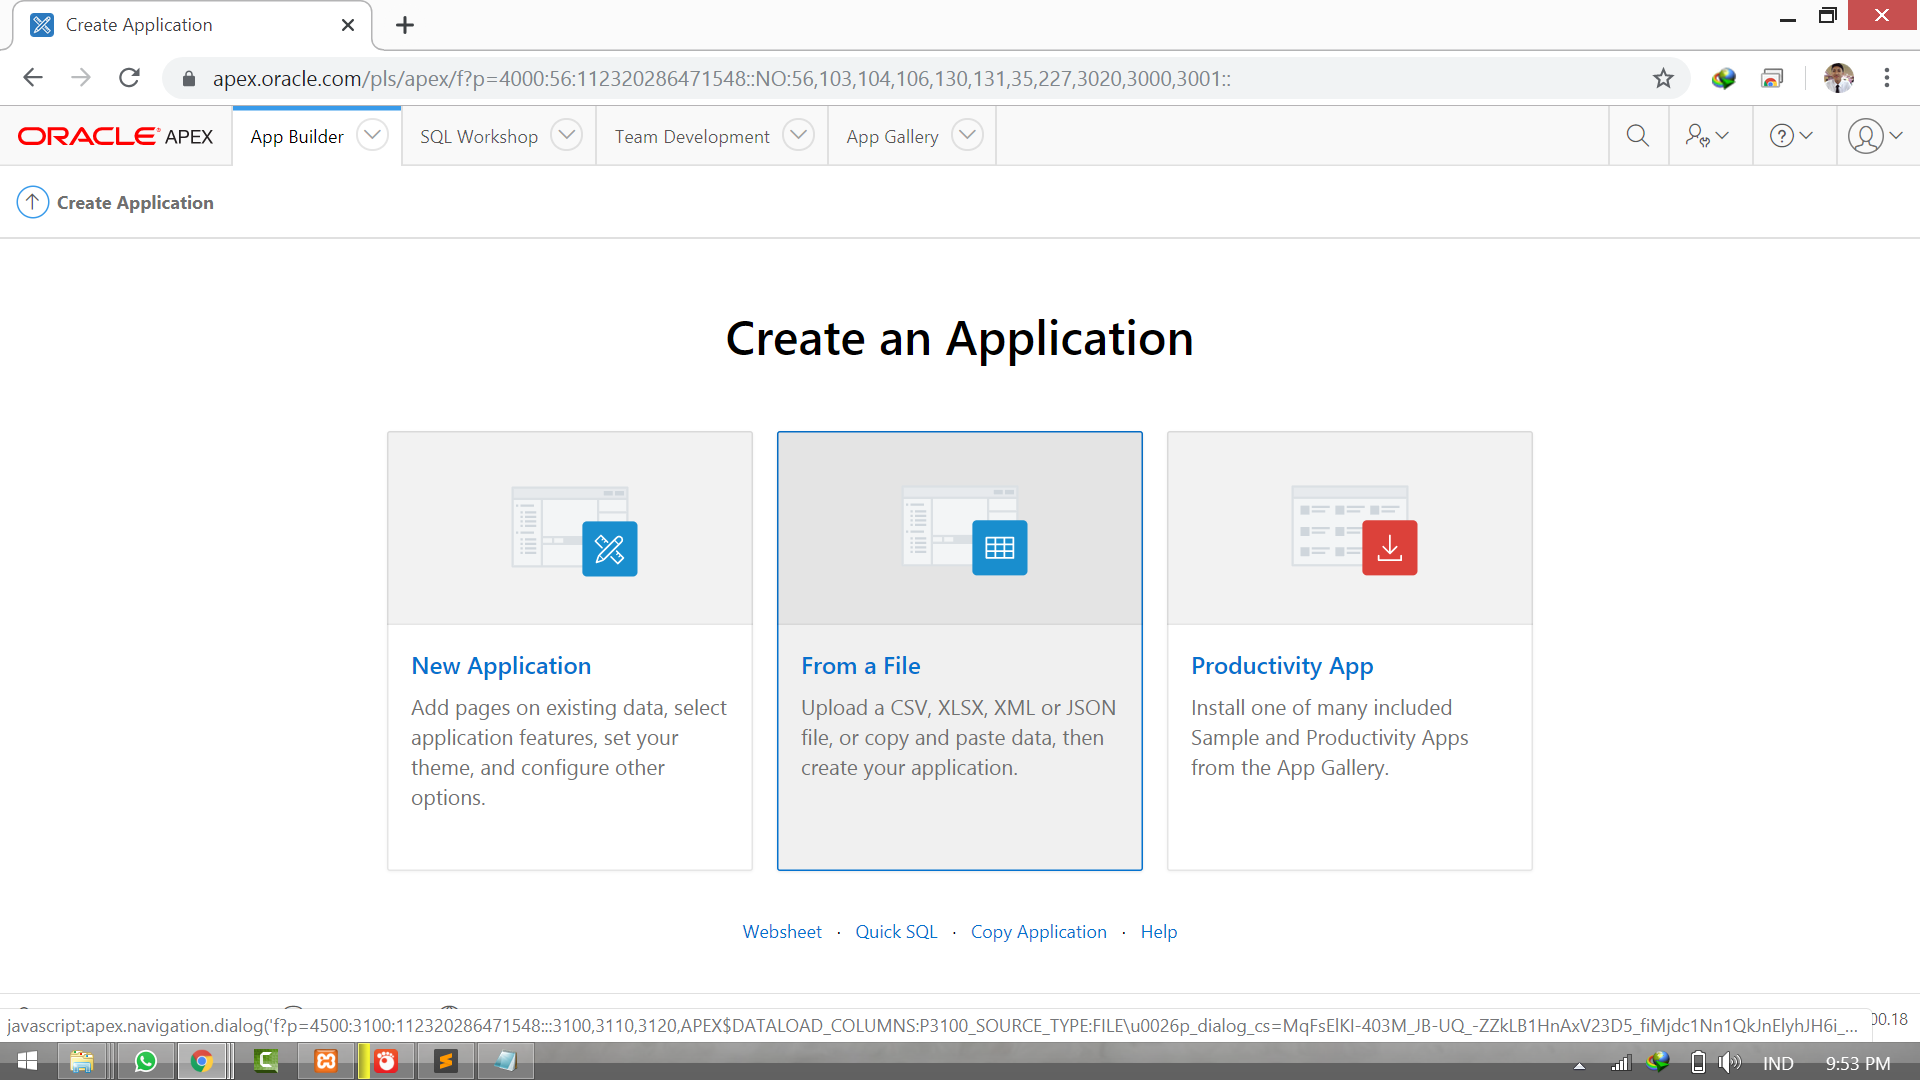 Create Application
apex.oracle.com/pls/apex/f?p=4000:56:112320286471548::NO:56,103,104,106,130,131,35,227,3020,3000,3001::
ORACLE APEX
App Builder
SQL Workshop
Team Development
App Gallery
Create Application
Create an Application
New Application
Add pages on existing data, select
application features, set your
theme, and configure other
options.
From a File
Upload a CSV, XLSX, XML or JSON
file, or copy and paste data, then
create your application.
Productivity App
Install one of many included
Sample and Productivity Apps
from the App Gallery.
Websheet · Quick SQL · Copy Application · Help
javascript:apex.navigation.dialog('f?p=4500:3100:112320286471548:::3100,3110,3120,APEX$DATALOAD_COLUMNS:P3100_SOURCE_TYPE:FILE\u0026p_dialog_cs=MqFsElKI-403M_JB-UQ_-ZZkLB1HnAxV23D5_fiMjdc1Nn1QkJnElyhJH6i_...
00.18
IND
9:53 PM